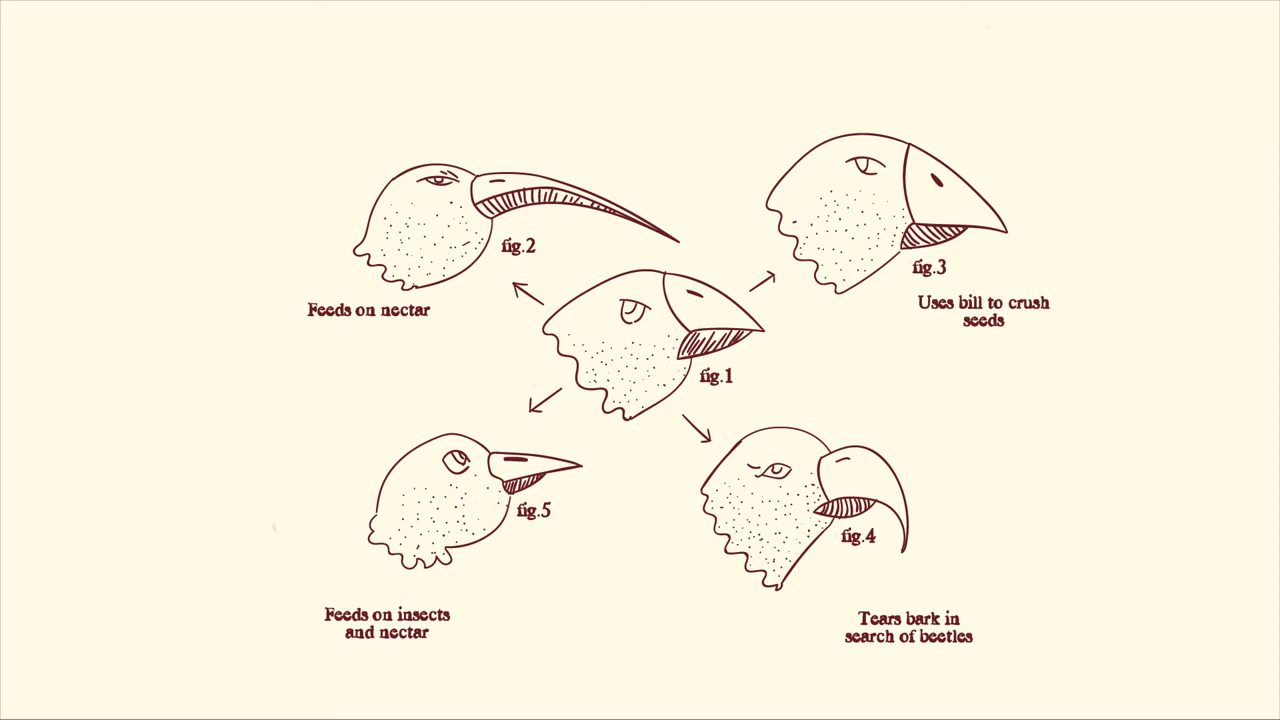 fig.2
Feeds on nectar
fig.3
Uses bill to crush
seeds
fig.1
fig.5
Feeds on insects
and nectar
fig.4
Tears bark in
search of beetles